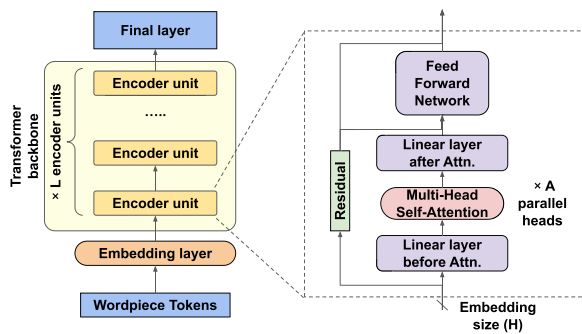 Final layer
Transformer
backbone
× L encoder units
Encoder unit
.....
Encoder unit
Encoder unit
Embedding layer
Wordpiece Tokens
Feed
Forward
Network
Linear layer
after Attn.
Residual
Multi-Head
Self-Attention
× A
parallel
heads
Linear layer
before Attn.
Embedding
size (H)